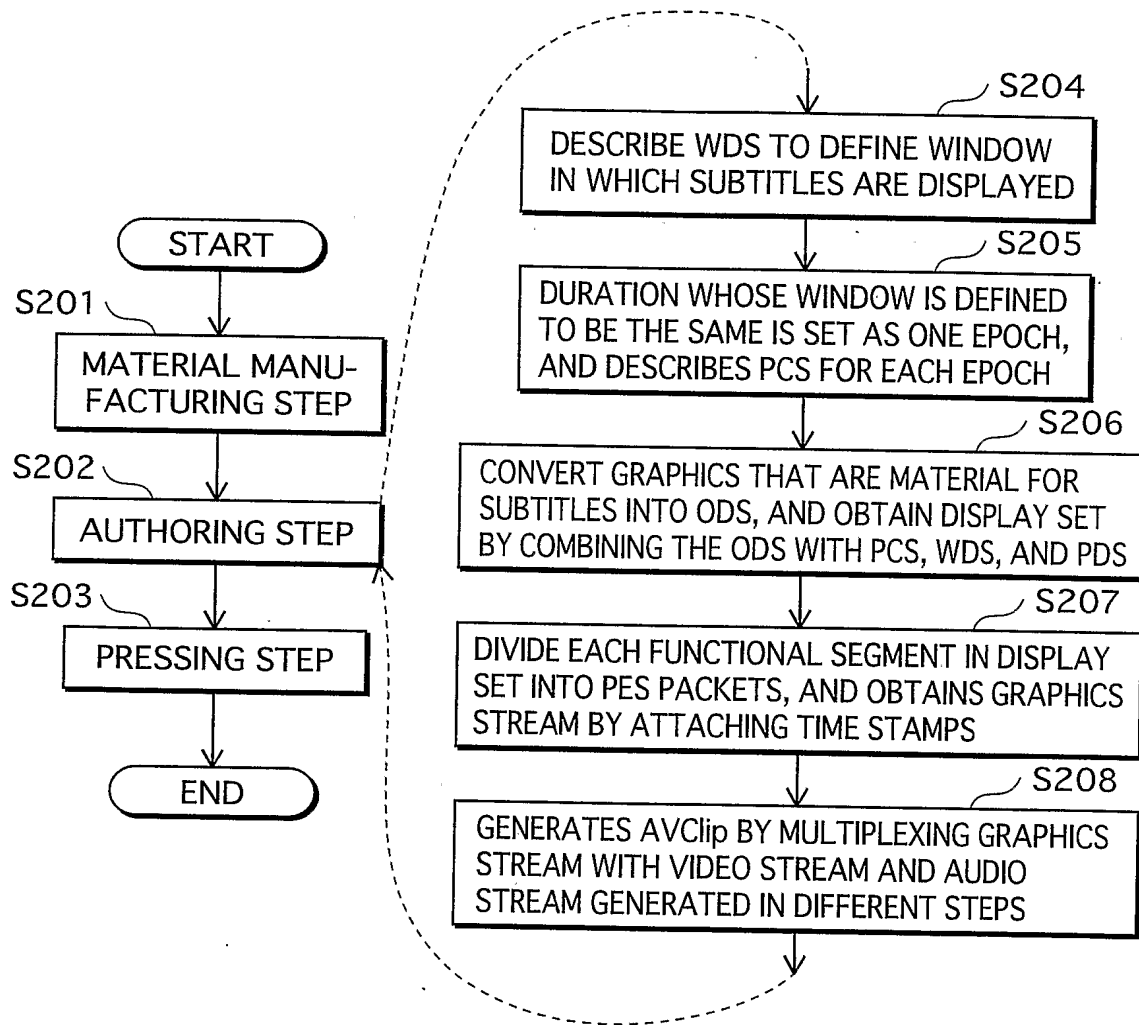 START
S201
MATERIAL MANU-
FACTURING STEP
S202
AUTHORING STEP
S203
PRESSING STEP
END
S204
DESCRIBE WDS TO DEFINE WINDOW
IN WHICH SUBTITLES ARE DISPLAYED
S205
DURATION WHOSE WINDOW IS DEFINED
TO BE THE SAME IS SET AS ONE EPOCH,
AND DESCRIBES PCS FOR EACH EPOCH
S206
CONVERT GRAPHICS THAT ARE MATERIAL FOR
SUBTITLES INTO ODS, AND OBTAIN DISPLAY SET
BY COMBINING THE ODS WITH PCS, WDS, AND PDS
S207
DIVIDE EACH FUNCTIONAL SEGMENT IN DISPLAY
SET INTO PES PACKETS, AND OBTAINS GRAPHICS
STREAM BY ATTACHING TIME STAMPS
S208
GENERATES AVClip BY MULTIPLEXING GRAPHICS
STREAM WITH VIDEO STREAM AND AUDIO
STREAM GENERATED IN DIFFERENT STEPS